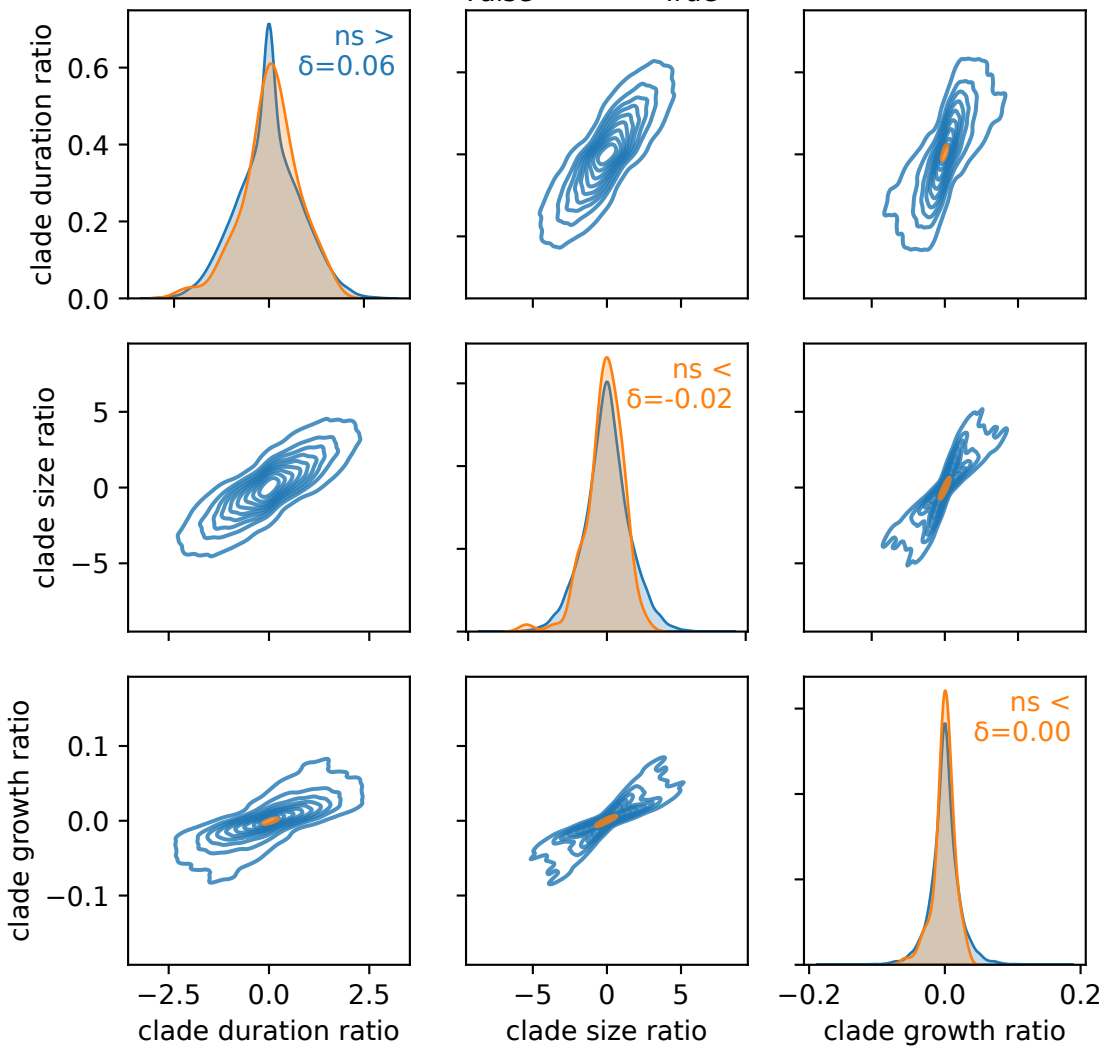 ns >
δ=0.06
clade duration ratio
0.6
0.4
0.2
0.0
ns <
δ=-0.02
clade size ratio
5
0
−5
ns <
δ=0.00
clade growth ratio
0.1
0.0
−0.1
−2.5 0.0 2.5
−5 0 5
−0.2 0.0 0.2
clade duration ratio
clade size ratio
clade growth ratio